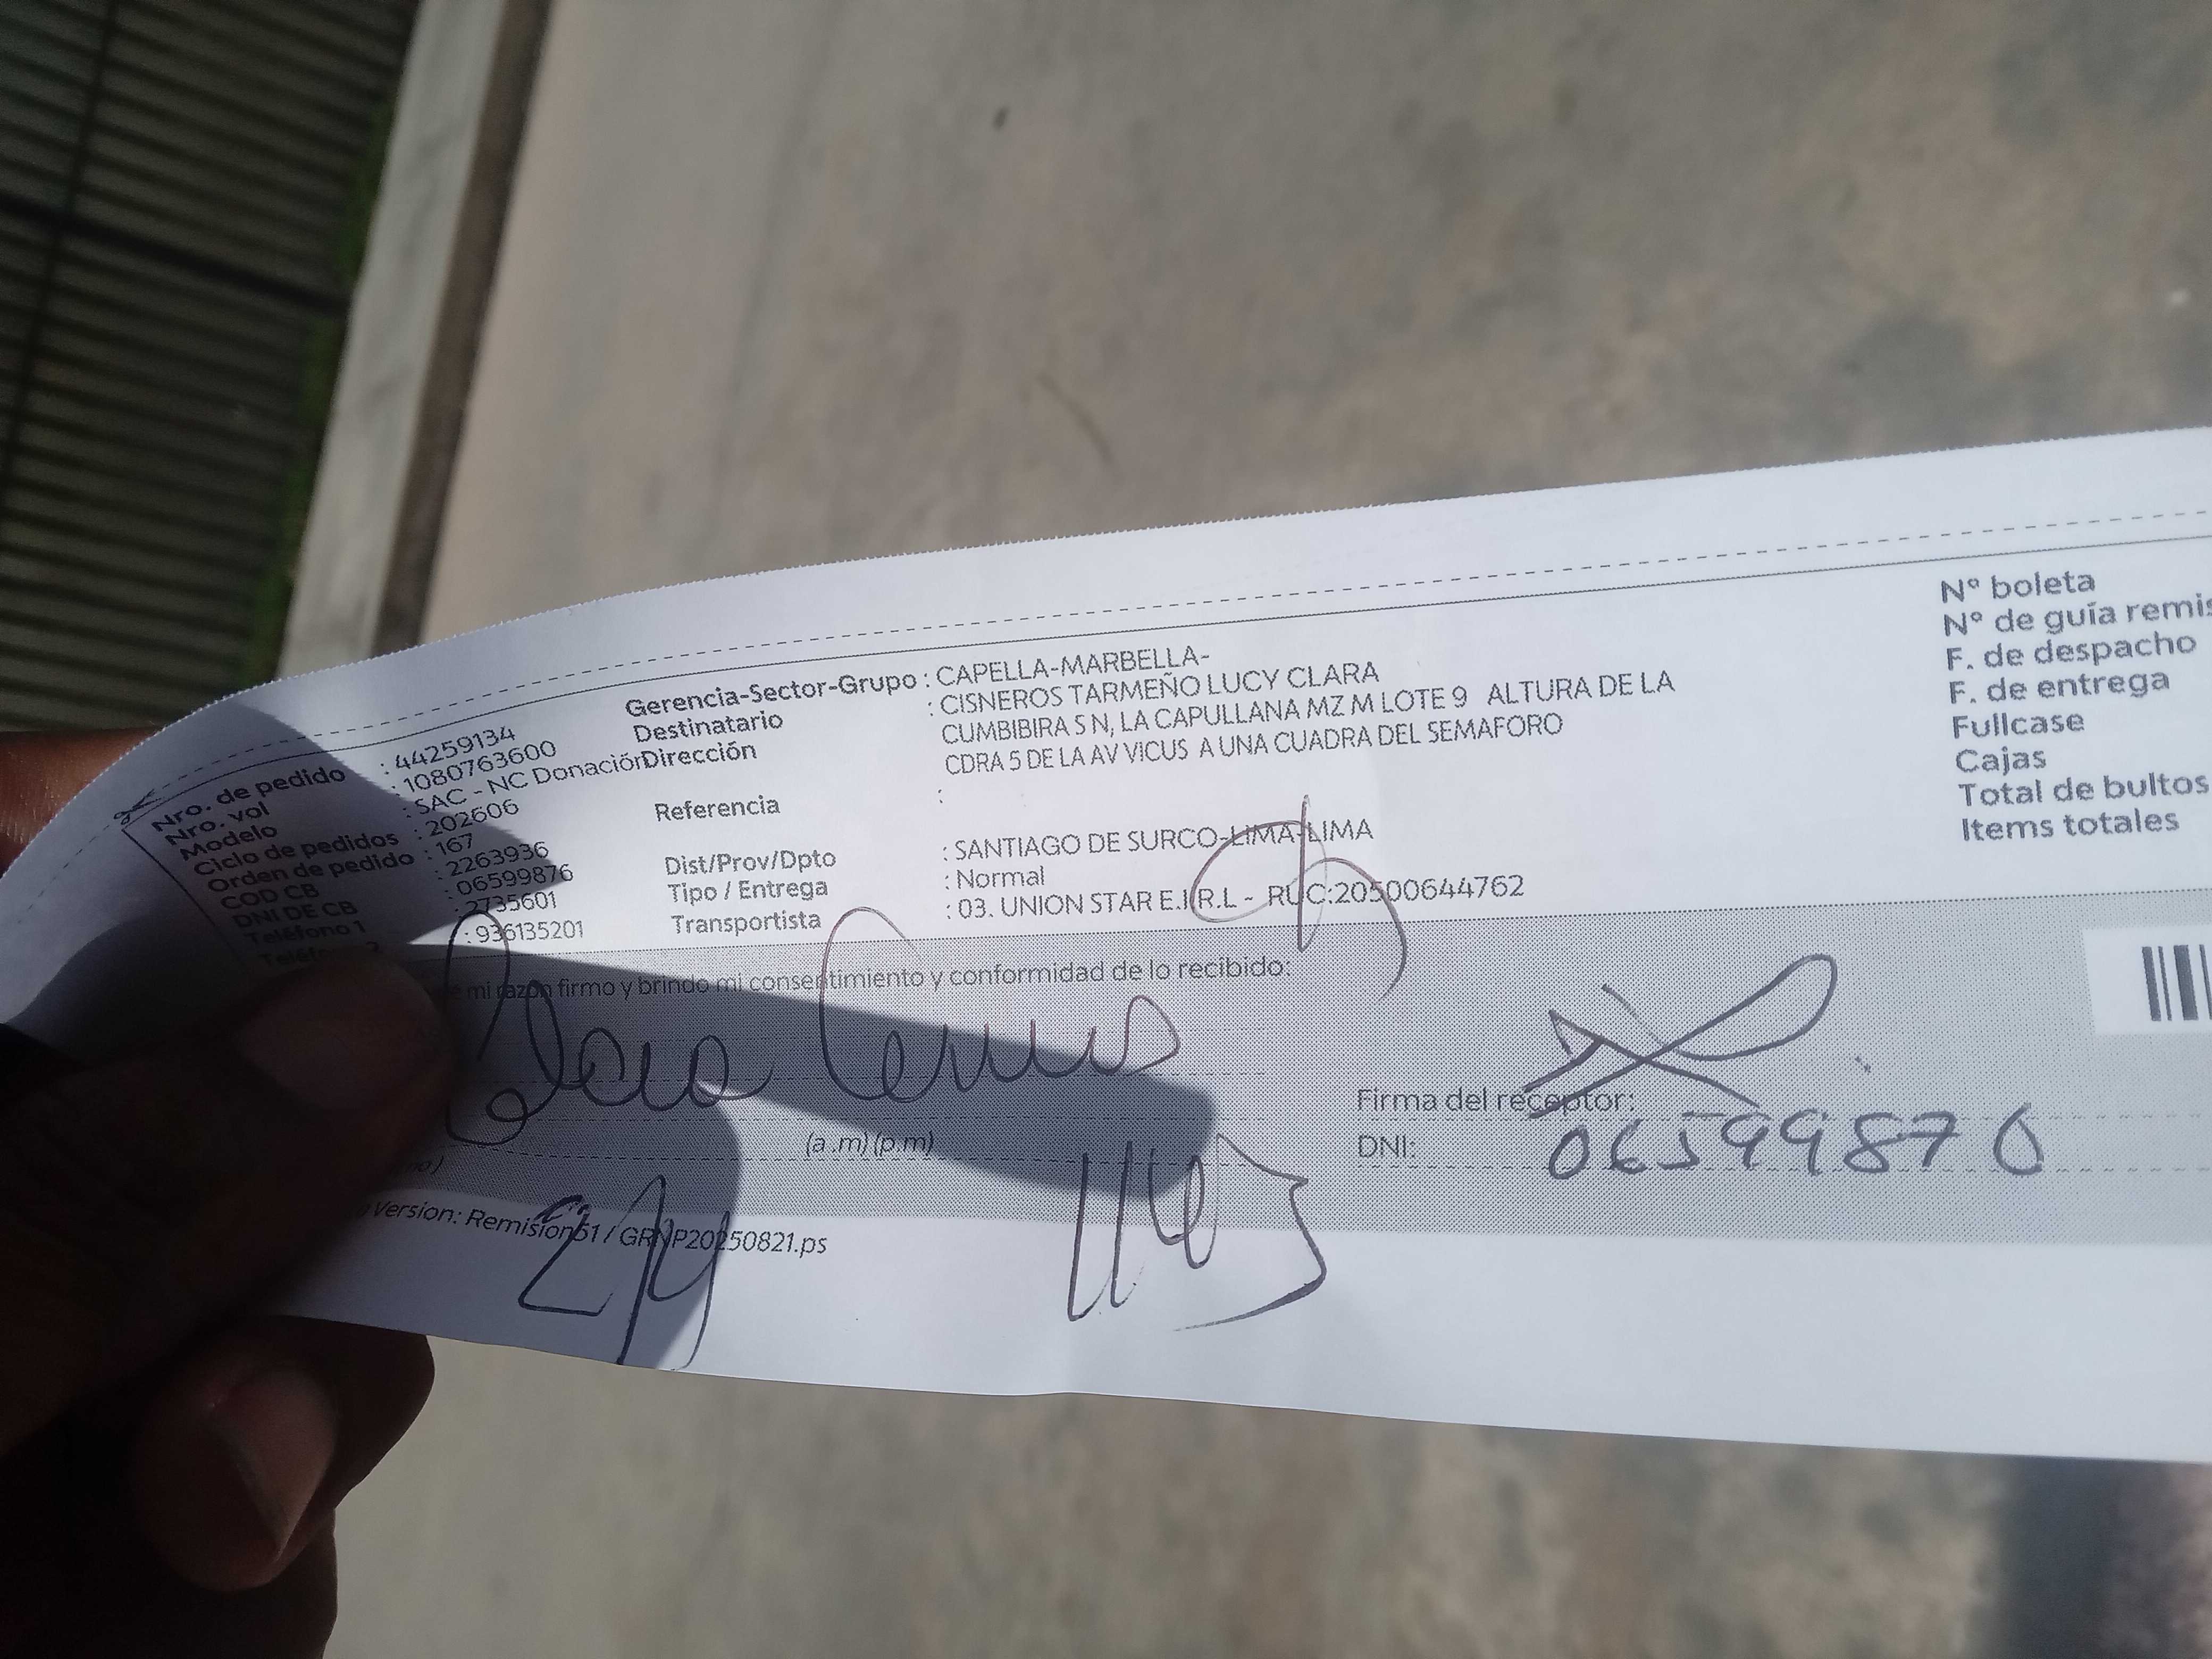 Nro. de pedido : 44259134
Nro. vol : 1080763600
Modelo : SAC - NC Donación
Ciclo de pedidos : 202606
Orden de pedido : 167
COD CB : 2263936
DNI DE CB : 06599876
Teléfono 1 : 2735601
Teléfono 2 : 936135201
Gerencia-Sector-Grupo : CAPELLA-MARBELLA-
Destinatario : CISNEROS TARMEÑO LUCY CLARA
Dirección CUMBIBIRA S N, LA CAPULLANA MZ M LOTE 9 ALTURA DE LA
CDRA 5 DE LA AV VICUS A UNA CUADRA DEL SEMAFORO
Referencia :
Dist/Prov/Dpto : SANTIAGO DE SURCO-LIMA-LIMA
Tipo / Entrega : Normal
Transportista : 03. UNION STAR E.I.R.L - RUC:20500644762
N° boleta
N° de guía remis
F. de despacho
F. de entrega
Fullcase
Cajas
Total de bultos
Items totales
mi razón firmo y brindo mi consentimiento y conformidad de lo recibido:
Firma del receptor:
(a.m) (p.m)
DNI: 06599870
Version: Remision61 / GRNP20250821.ps